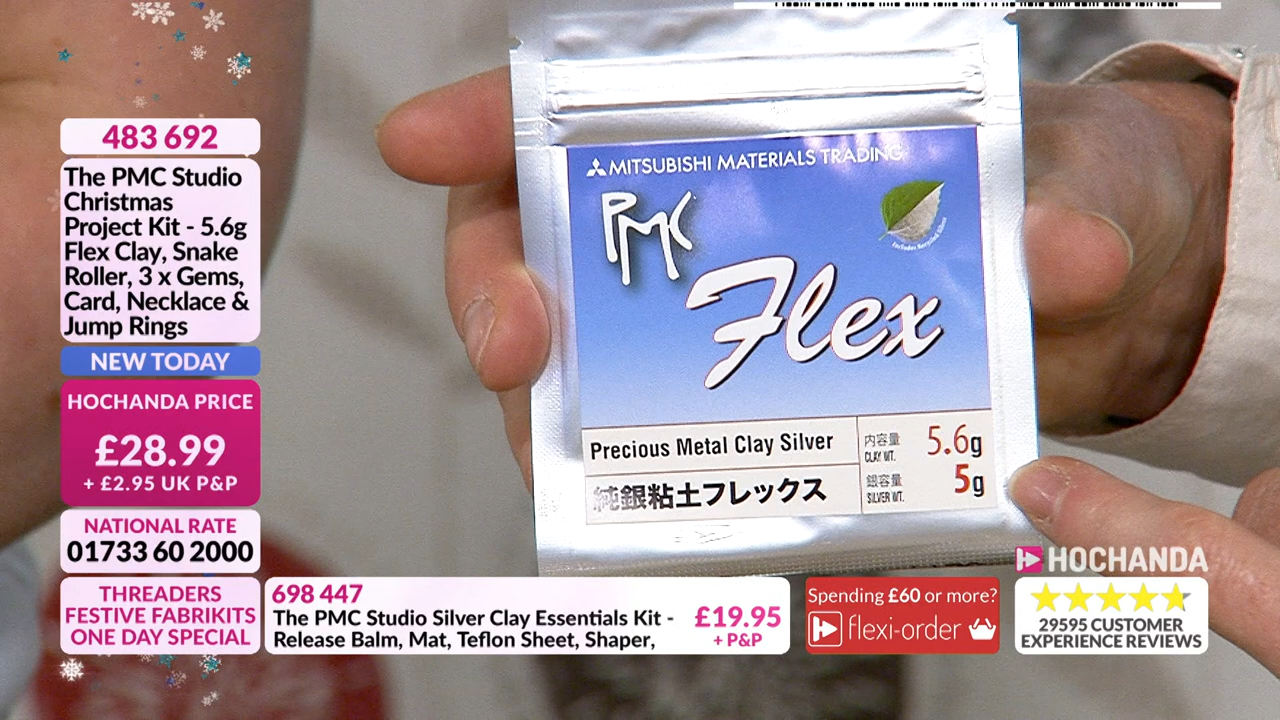 483 692
The PMC Studio
Christmas
Project Kit - 5.6g
Flex Clay, Snake
Roller, 3 x Gems,
Card, Necklace &
Jump Rings
NEW TODAY
HOCHANDA PRICE
£28.99
+ £2.95 UK P&P
NATIONAL RATE
01733 60 2000
THREADERS
FESTIVE FABRIKITS
ONE DAY SPECIAL
MITSUBISHI MATERIALS TRADING
PMC
Includes Recycled Silver
Flex
Precious Metal Clay Silver
純銀粘土フレックス
内容量 5.6g
CLAY WT.
銀容量 5g
SILVER WT.
698 447
The PMC Studio Silver Clay Essentials Kit -
Release Balm, Mat, Teflon Sheet, Shaper,
£19.95
+ P&P
Spending £60 or more?
flexi-order
HOCHANDA
29595 CUSTOMER
EXPERIENCE REVIEWS